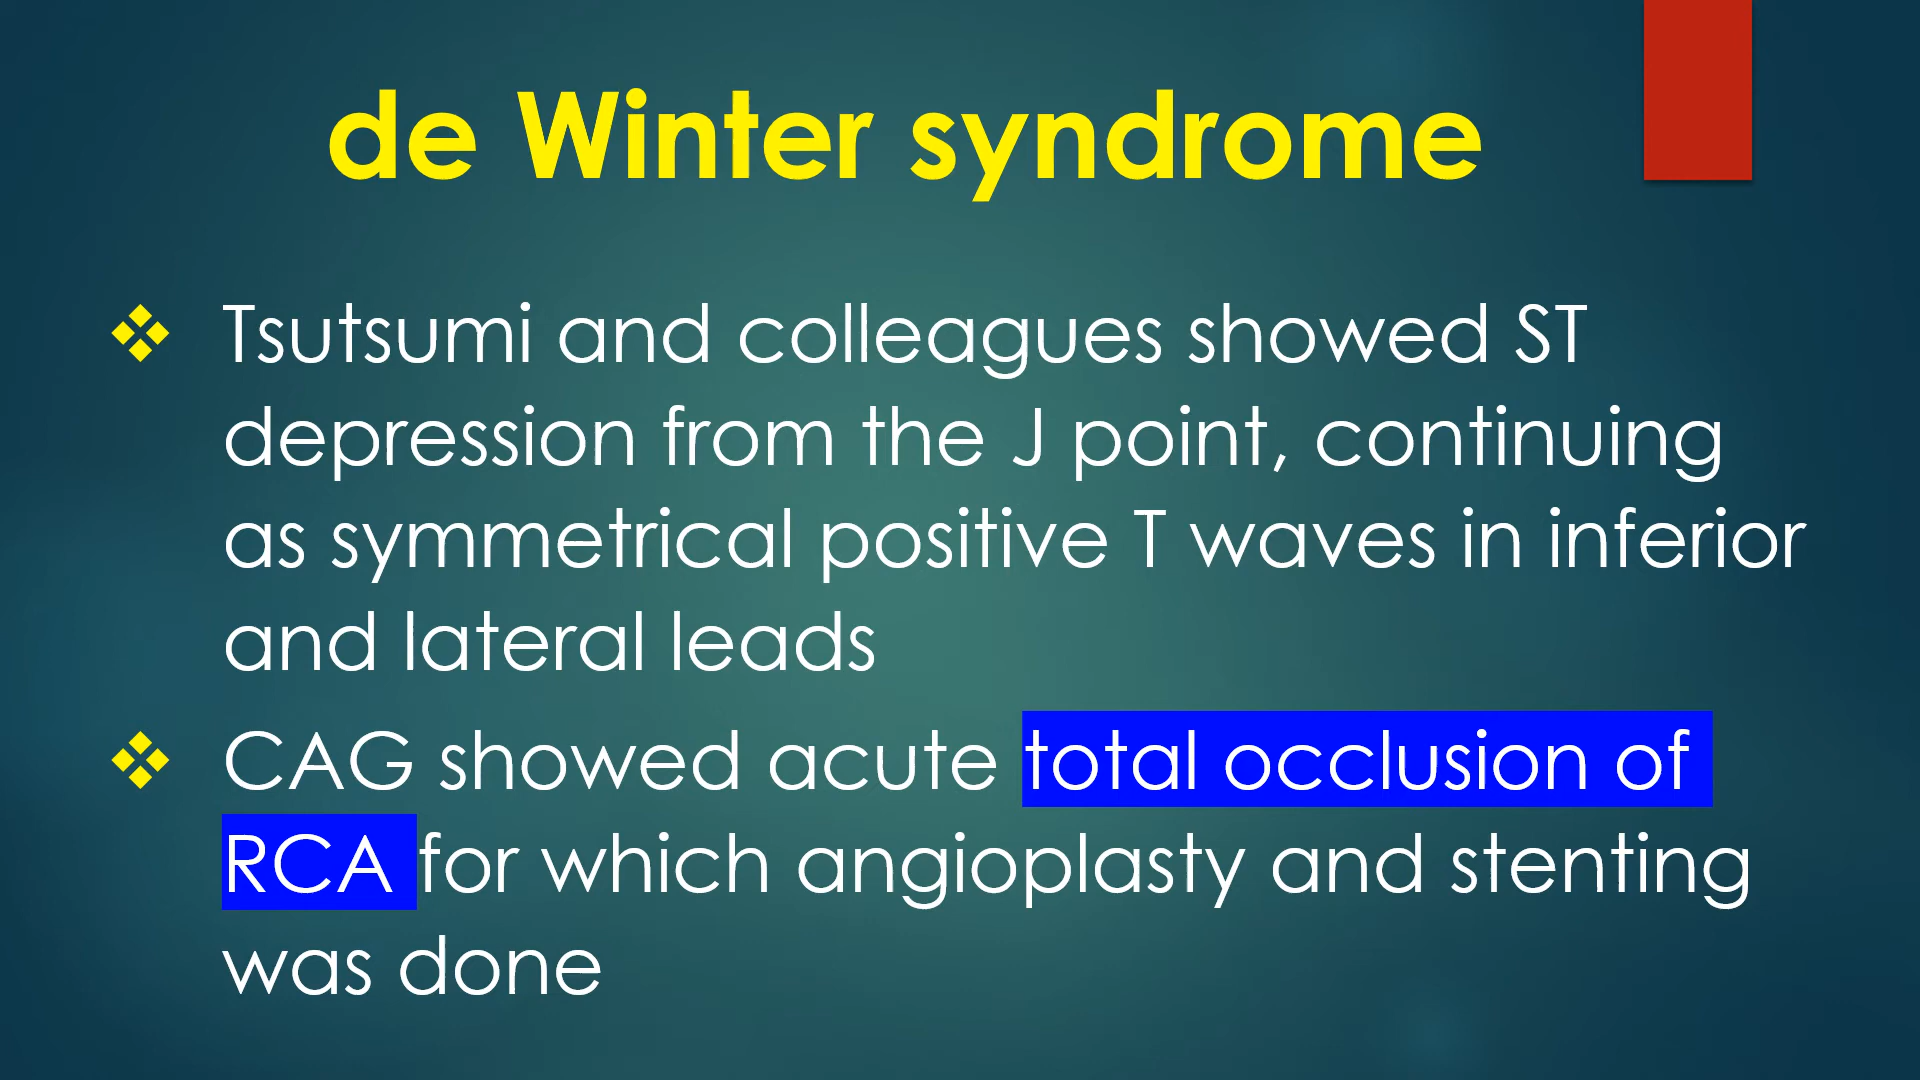 de Winter syndrome
Tsutsumi and colleagues showed ST
depression from the J point, continuing
as symmetrical positive T waves in inferior
and lateral leads
CAG showed acute total occlusion of
RCA for which angioplasty and stenting
was done